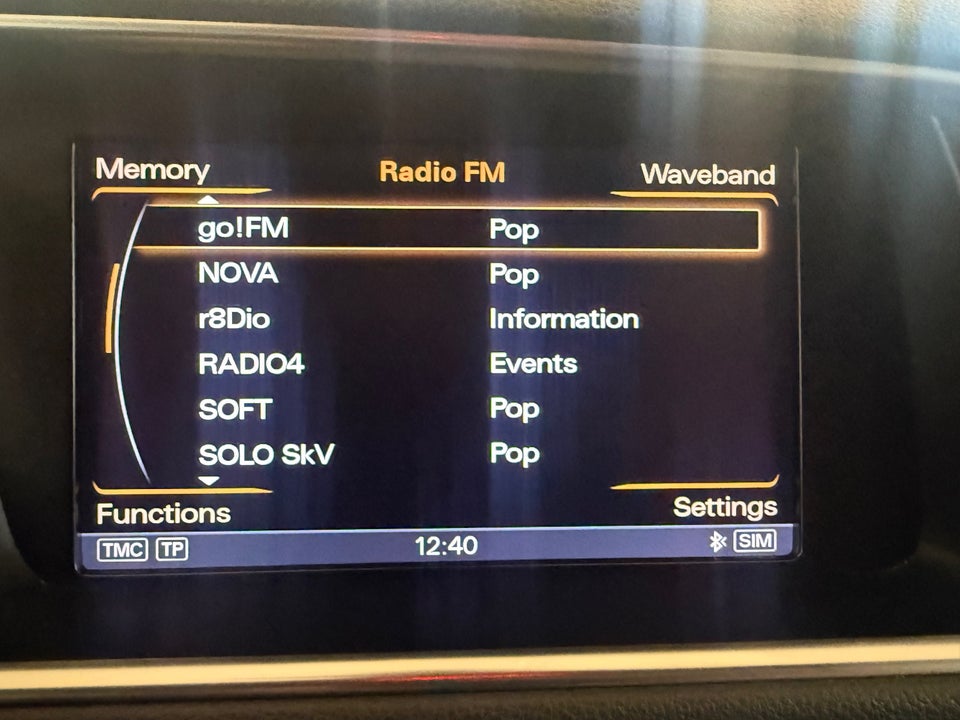 Memory Radio FM Waveband
go!FM Pop
NOVA Pop
r8Dio Information
RADIO4 Events
SOFT Pop
SOLO SkV Pop
Functions Settings
TMC TP 12:40 SIM